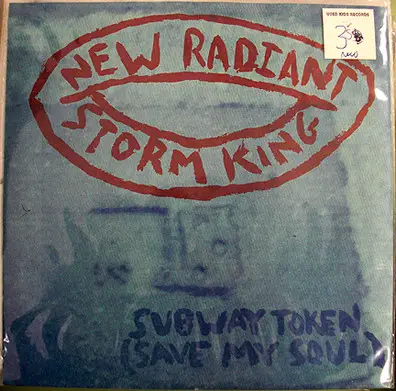 USED KIDS RECORDS
NEW RADIANT
STORM KING
SUBWAY TOKEN
(SAVE MY SOUL)